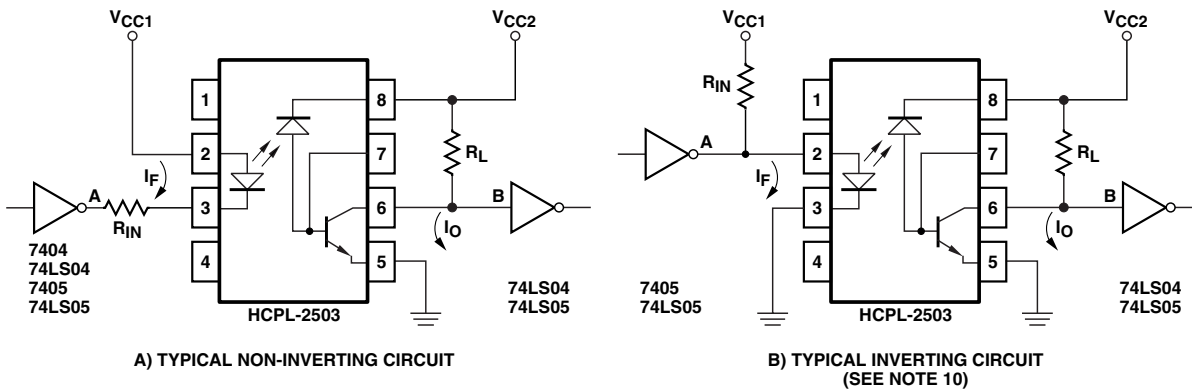 VCC1
VCC2
1
2
3
4
8
7
6
5
IF
A
RIN
RL
B
IO
7404
74LS04
7405
74LS05
HCPL-2503
74LS04
74LS05
A) TYPICAL NON-INVERTING CIRCUIT
VCC1
VCC2
RIN
1
2
3
4
8
7
6
5
A
IF
RL
B
IO
7405
74LS05
HCPL-2503
74LS04
74LS05
B) TYPICAL INVERTING CIRCUIT
(SEE NOTE 10)